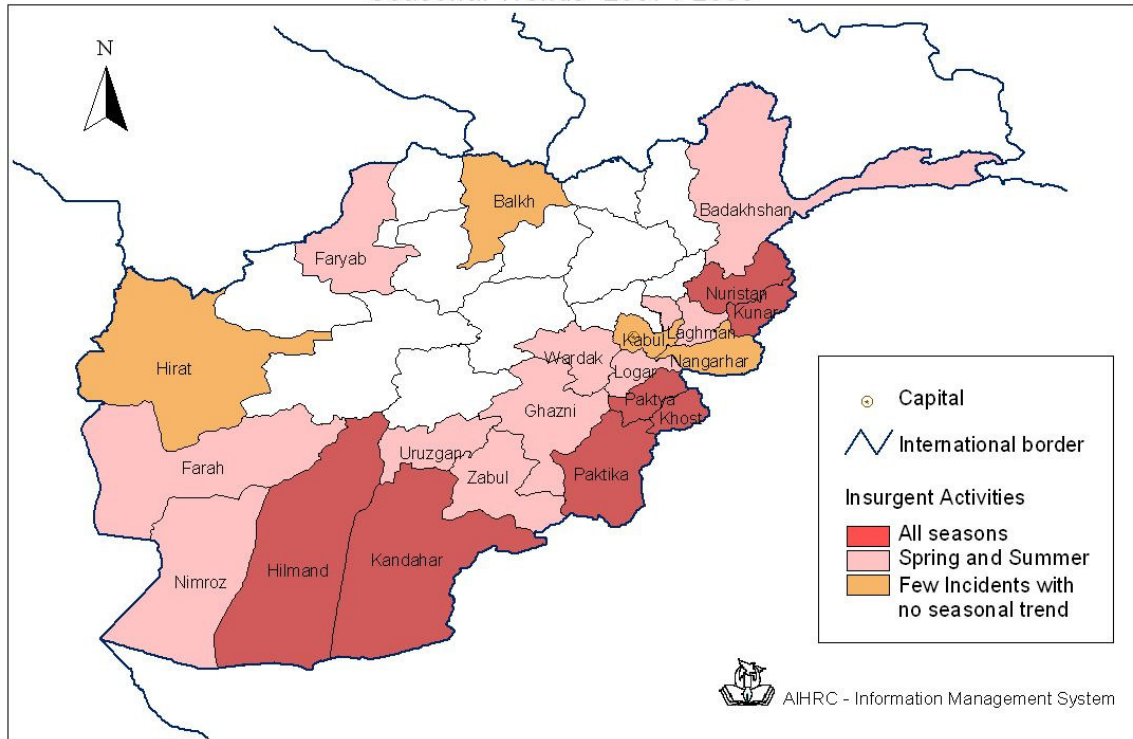 N
Balkh
Badakhshan
Faryab
Nuristan
Kunar
Laghman
Kabul
Nangarhar
Hirat
Wardak
Logar
Paktya
Khost
Ghazni
Farah
Uruzgan
Zabul
Paktika
Kandahar
Hilmand
Nimroz
Capital
International border
Insurgent Activities
All seasons
Spring and Summer
Few Incidents with
no seasonal trend
AIHRC - Information Management System